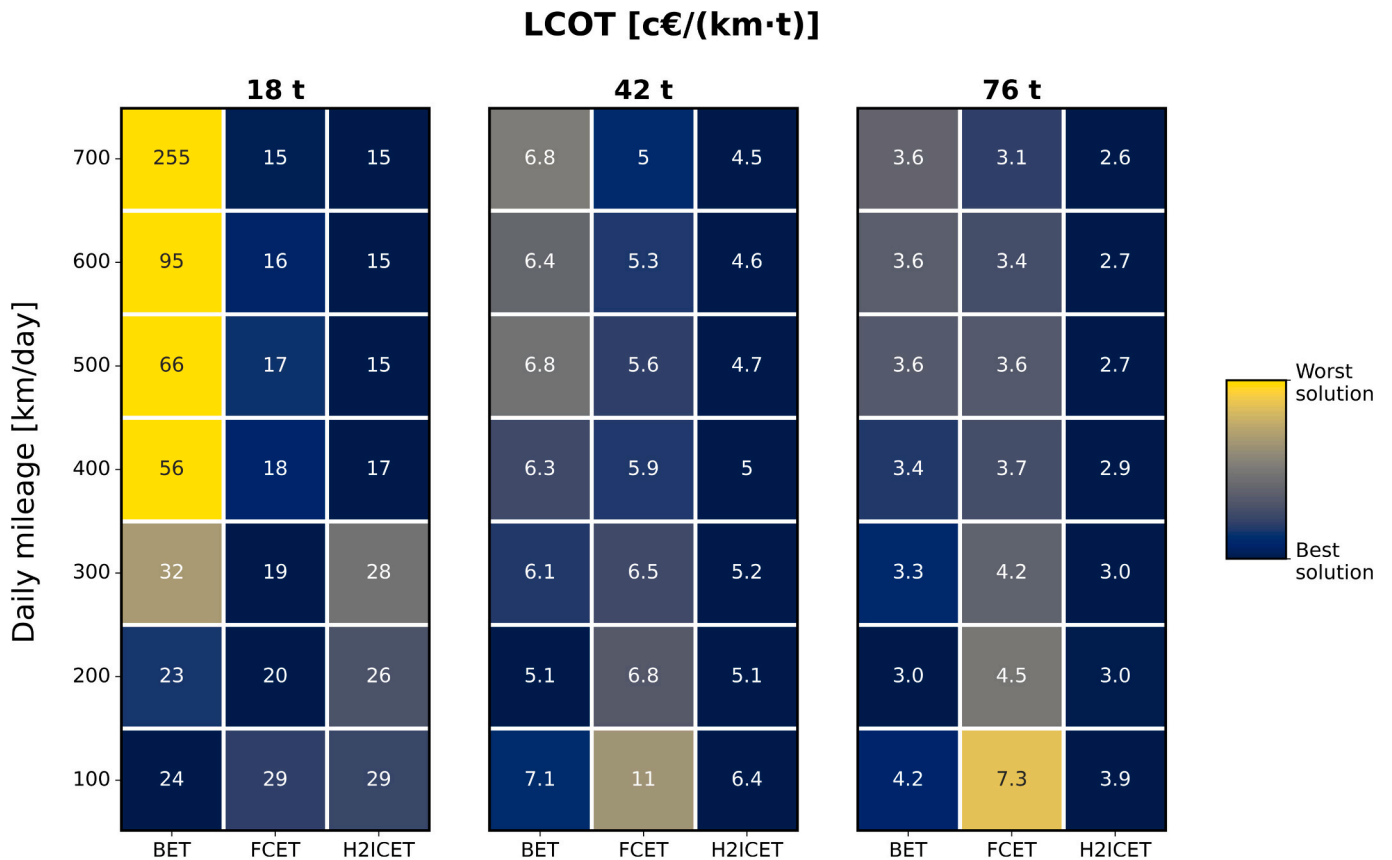 LCOT [c€/(km·t)]
18 t 42 t 76 t
Daily mileage [km/day]
700 255 15 15 6.8 5 4.5 3.6 3.1 2.6
600 95 16 15 6.4 5.3 4.6 3.6 3.4 2.7
500 66 17 15 6.8 5.6 4.7 3.6 3.6 2.7
Worst
solution
400 56 18 17 6.3 5.9 5 3.4 3.7 2.9
300 32 19 28 6.1 6.5 5.2 3.3 4.2 3.0
Best
solution
200 23 20 26 5.1 6.8 5.1 3.0 4.5 3.0
100 24 29 29 7.1 11 6.4 4.2 7.3 3.9
BET FCET H2ICET BET FCET H2ICET BET FCET H2ICET